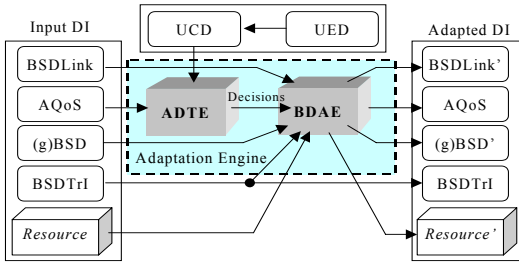 Input DI
UCD
UED
Adapted DI
BSDLink
BSDLink’
AQoS
ADTE
Decisions
BDAE
AQoS
(g)BSD
(g)BSD’
Adaptation Engine
BSDTrI
BSDTrI
Resource
Resource’